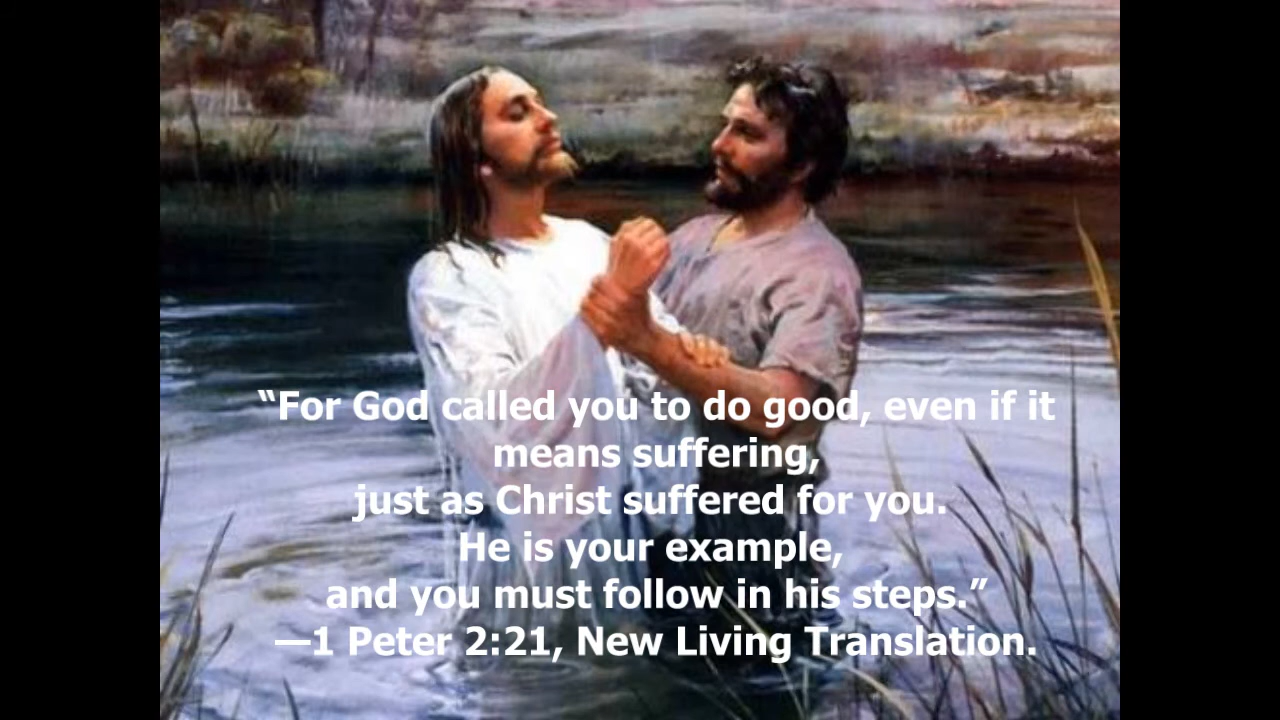 “For God called you to do good, even if it
means suffering,
just as Christ suffered for you.
He is your example,
and you must follow in his steps.”
—1 Peter 2:21, New Living Translation.